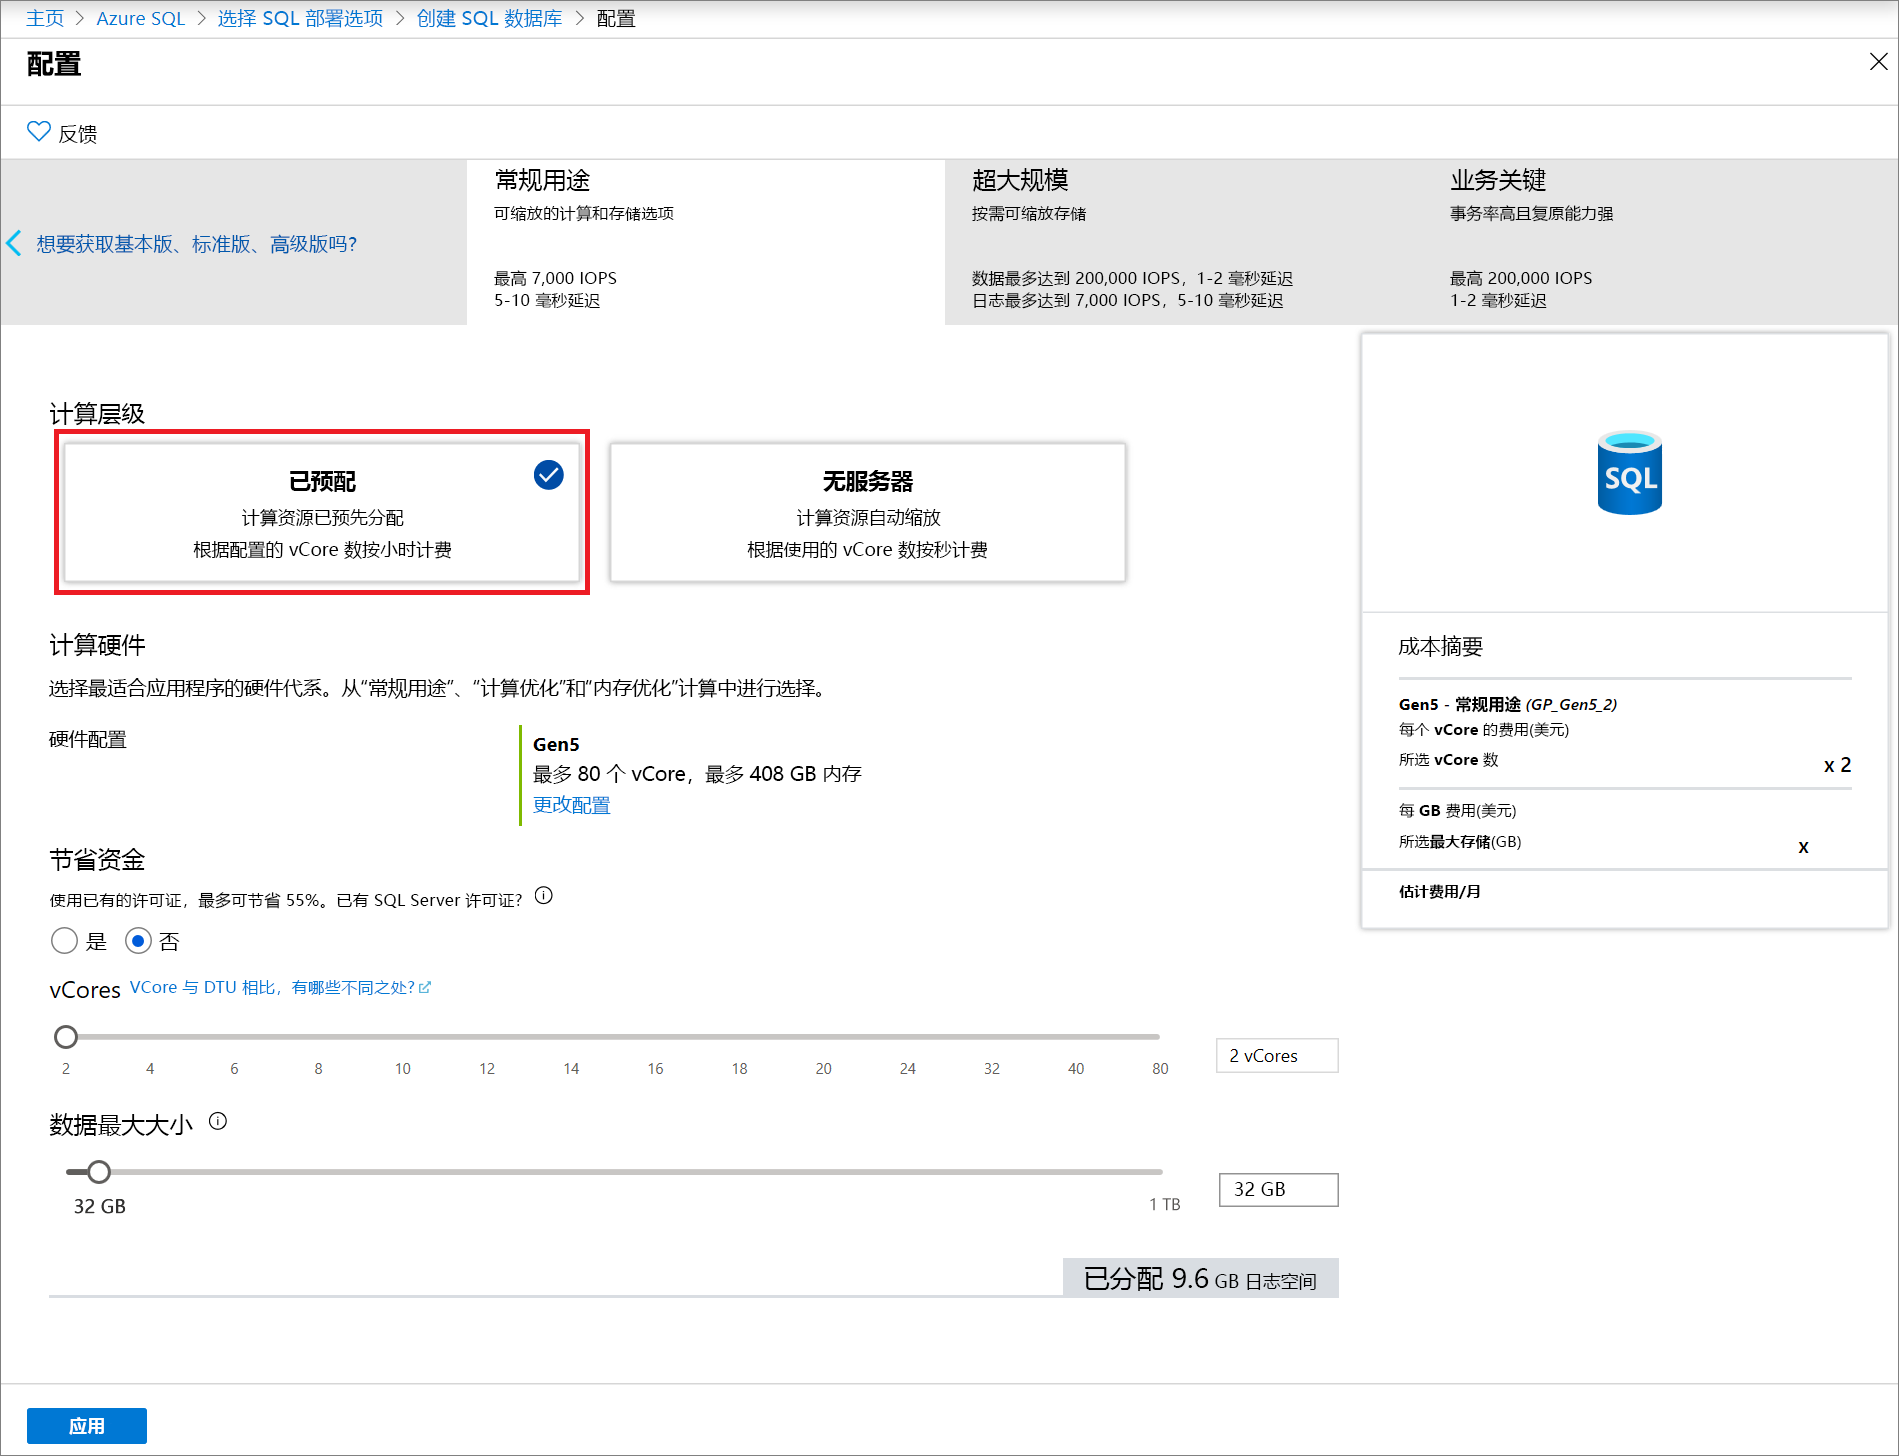 主页 > Azure SQL > 选择 SQL 部署选项 > 创建 SQL 数据库 > 配置
配置
反馈
想要获取基本版、标准版、高级版吗?
常规用途
可缩放的计算和存储选项
最高 7,000 IOPS
5-10 毫秒延迟
超大规模
按需可缩放存储
数据最多达到 200,000 IOPS，1-2 毫秒延迟
日志最多达到 7,000 IOPS，5-10 毫秒延迟
业务关键
事务率高且复原能力强
最高 200,000 IOPS
1-2 毫秒延迟
计算层级
已预配
计算资源已预先分配
根据配置的 vCore 数按小时计费
无服务器
计算资源自动缩放
根据使用的 vCore 数按秒计费
计算硬件
选择最适合应用程序的硬件代系。从“常规用途”、“计算优化”和“内存优化”计算中进行选择。
硬件配置
Gen5
最多 80 个 vCore，最多 408 GB 内存
更改配置
节省资金
使用已有的许可证，最多可节省 55%。已有 SQL Server 许可证?
是 否
vCores VCore 与 DTU 相比，有哪些不同之处?
2 4 6 8 10 12 14 16 18 20 24 32 40 80
2 vCores
数据最大大小
32 GB
1 TB
32 GB
已分配 9.6 GB 日志空间
SQL
成本摘要
Gen5 - 常规用途 (GP_Gen5_2)
每个 vCore 的费用(美元)
所选 vCore 数
x 2
每 GB 费用(美元)
所选最大存储(GB)
x
估计费用/月
应用